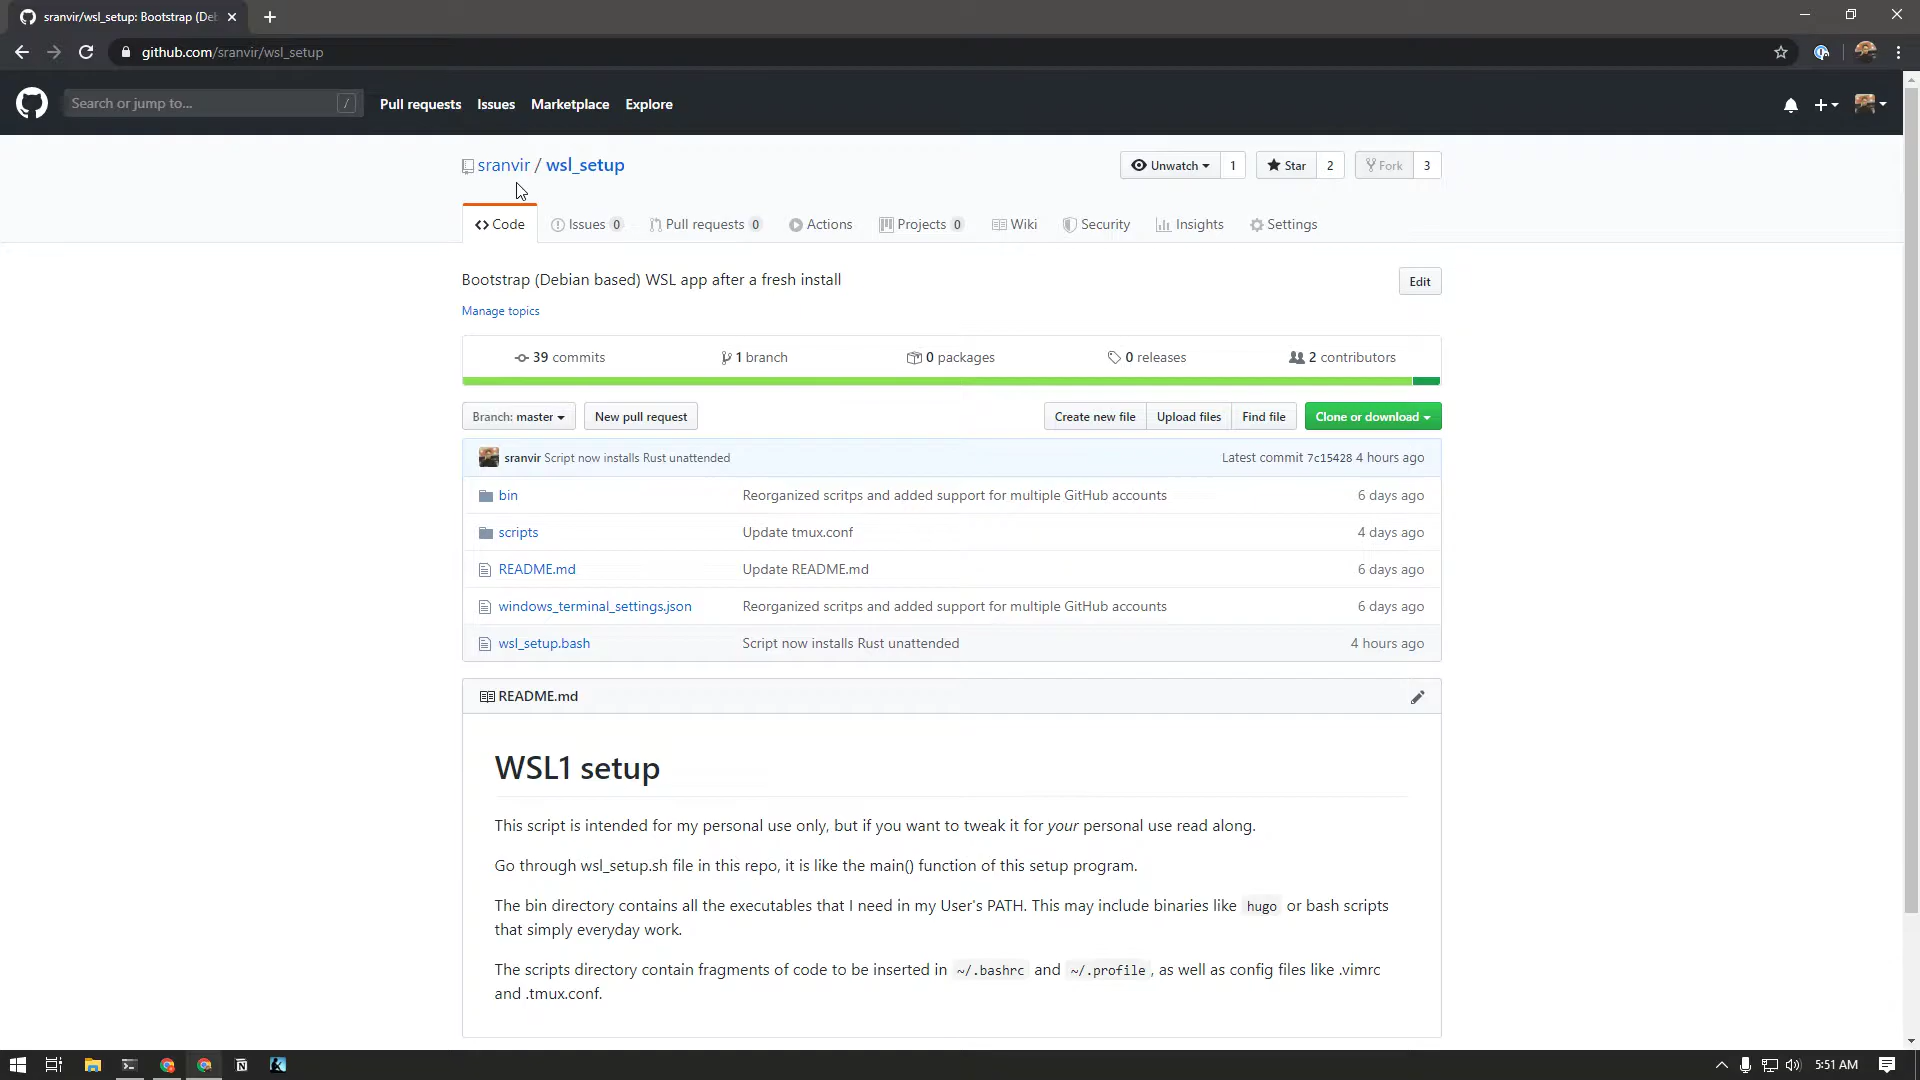 sranvir/wsl_setup: Bootstrap (De
github.com/sranvir/wsl_setup
Search or jump to... /
Pull requests Issues Marketplace Explore
sranvir / wsl_setup
Unwatch 1 Star 2 Fork 3
Code Issues 0 Pull requests 0 Actions Projects 0 Wiki Security Insights Settings
Bootstrap (Debian based) WSL app after a fresh install
Edit
Manage topics
39 commits 1 branch 0 packages 0 releases 2 contributors
Branch: master New pull request Create new file Upload files Find file Clone or download
sranvir Script now installs Rust unattended Latest commit 7c15428 4 hours ago
bin Reorganized scritps and added support for multiple GitHub accounts 6 days ago
scripts Update tmux.conf 4 days ago
README.md Update README.md 6 days ago
windows_terminal_settings.json Reorganized scritps and added support for multiple GitHub accounts 6 days ago
wsl_setup.bash Script now installs Rust unattended 4 hours ago
README.md
WSL1 setup
This script is intended for my personal use only, but if you want to tweak it for your personal use read along.
Go through wsl_setup.sh file in this repo, it is like the main() function of this setup program.
The bin directory contains all the executables that I need in my User's PATH. This may include binaries like hugo or bash scripts
that simply everyday work.
The scripts directory contain fragments of code to be inserted in ~/.bashrc and ~/.profile, as well as config files like .vimrc
and .tmux.conf.
5:51 AM